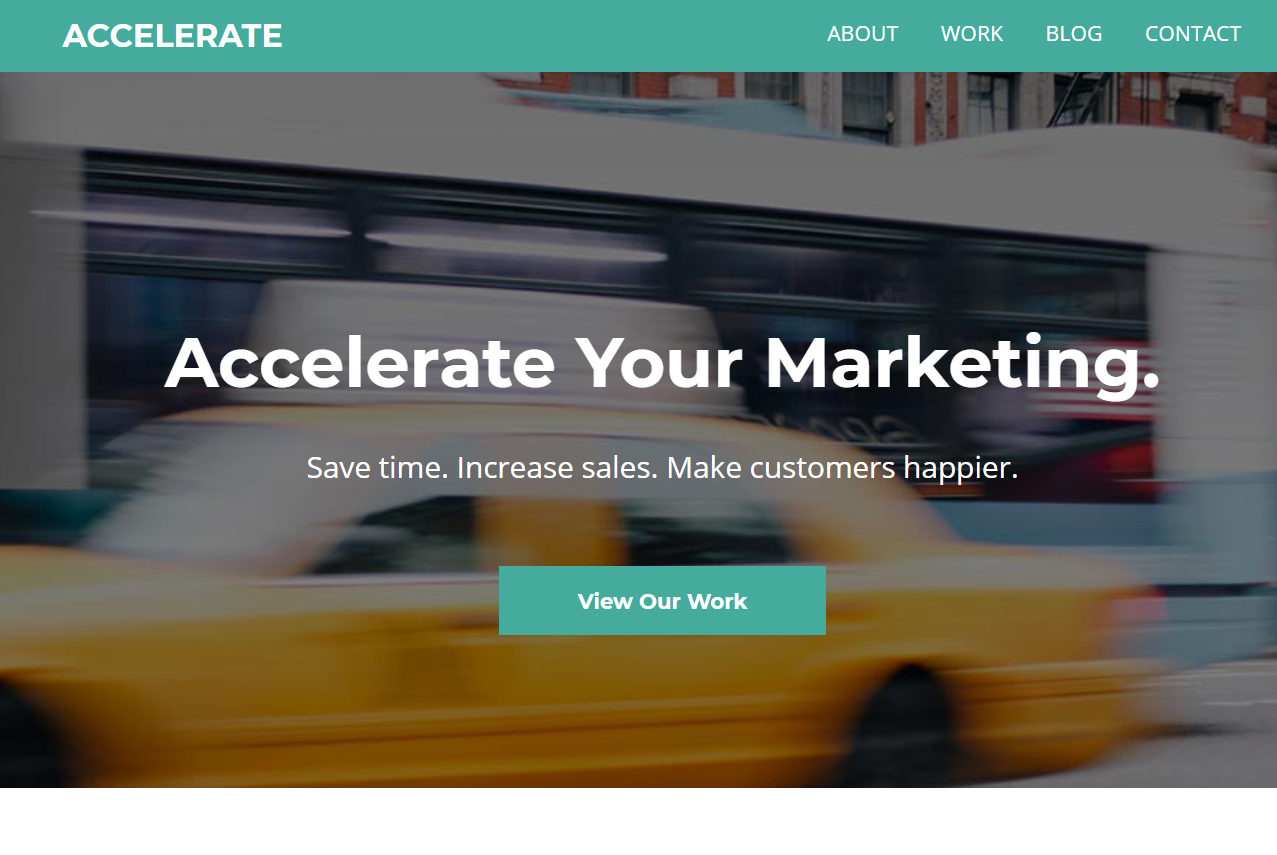 ACCELERATE
ABOUT WORK BLOG CONTACT
Accelerate Your Marketing.
Save time. Increase sales. Make customers happier.
View Our Work